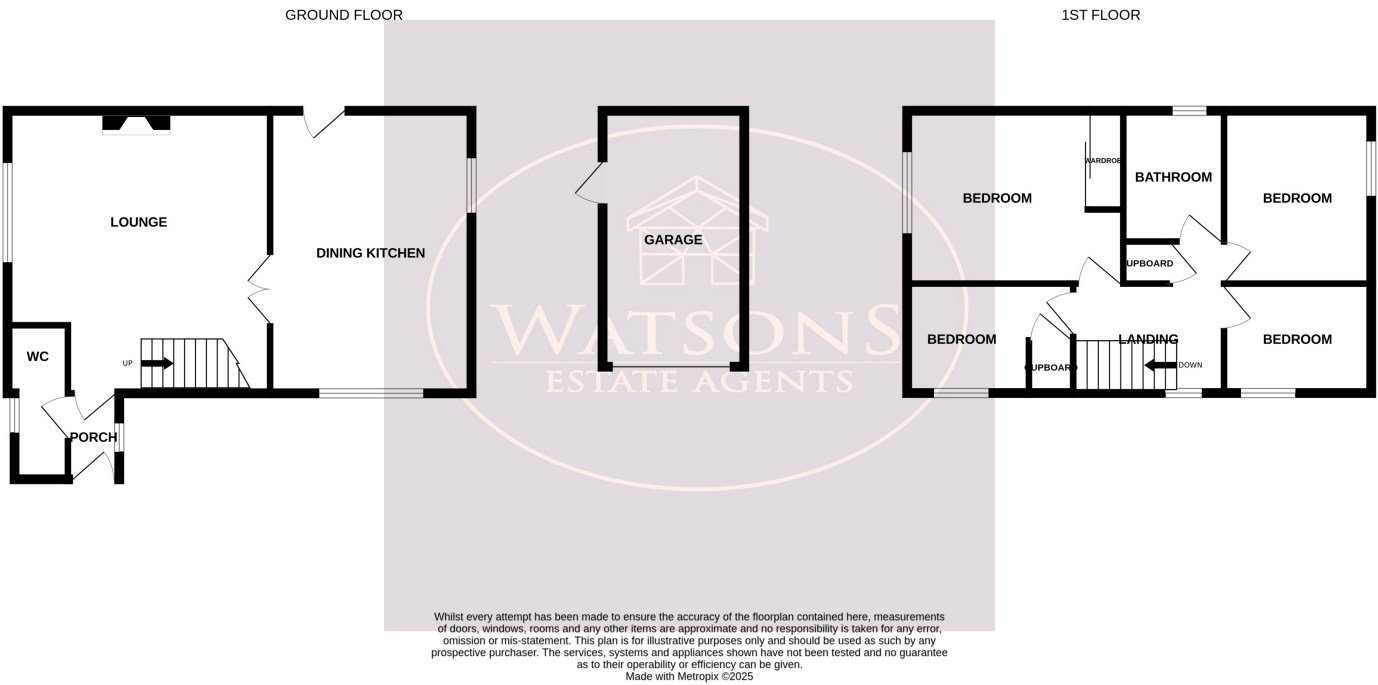 GROUND FLOOR
1ST FLOOR
LOUNGE
DINING KITCHEN
WC
UP
PORCH
GARAGE
WATSONS
ESTATE AGENTS
BEDROOM
WARDROBE
BATHROOM
BEDROOM
UPBOARD
BEDROOM
UPBOARD
LANDING
DOWN
BEDROOM
Whilst every attempt has been made to ensure the accuracy of the floorplan contained here, measurements
of doors, windows, rooms and any other items are approximate and no responsibility is taken for any error,
omission or mis-statement. This plan is for illustrative purposes only and should be used as such by any
prospective purchaser. The services, systems and appliances shown have not been tested and no guarantee
as to their operability or efficiency can be given.
Made with Metropix ©2025